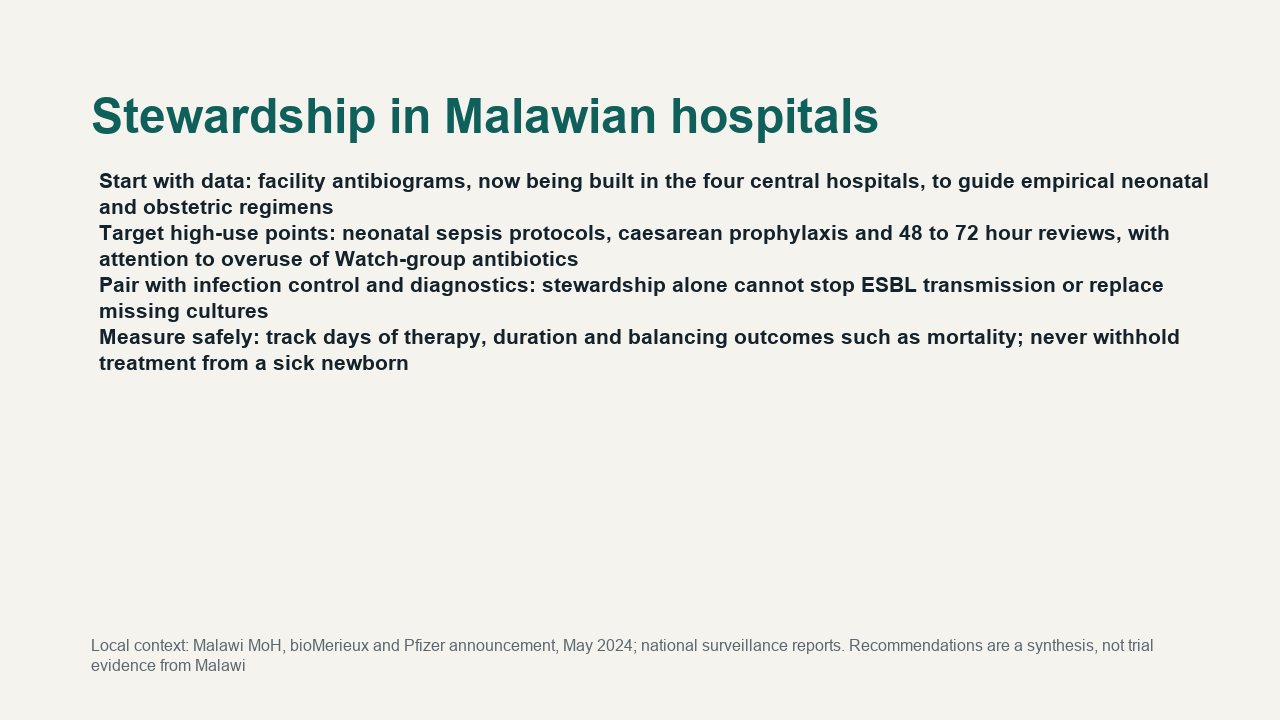 Stewardship in Malawian hospitals
Start with data: facility antibiograms, now being built in the four central hospitals, to guide empirical neonatal
and obstetric regimens
Target high-use points: neonatal sepsis protocols, caesarean prophylaxis and 48 to 72 hour reviews, with
attention to overuse of Watch-group antibiotics
Pair with infection control and diagnostics: stewardship alone cannot stop ESBL transmission or replace
missing cultures
Measure safely: track days of therapy, duration and balancing outcomes such as mortality; never withhold
treatment from a sick newborn
Local context: Malawi MoH, bioMerieux and Pfizer announcement, May 2024; national surveillance reports. Recommendations are a synthesis, not trial
evidence from Malawi